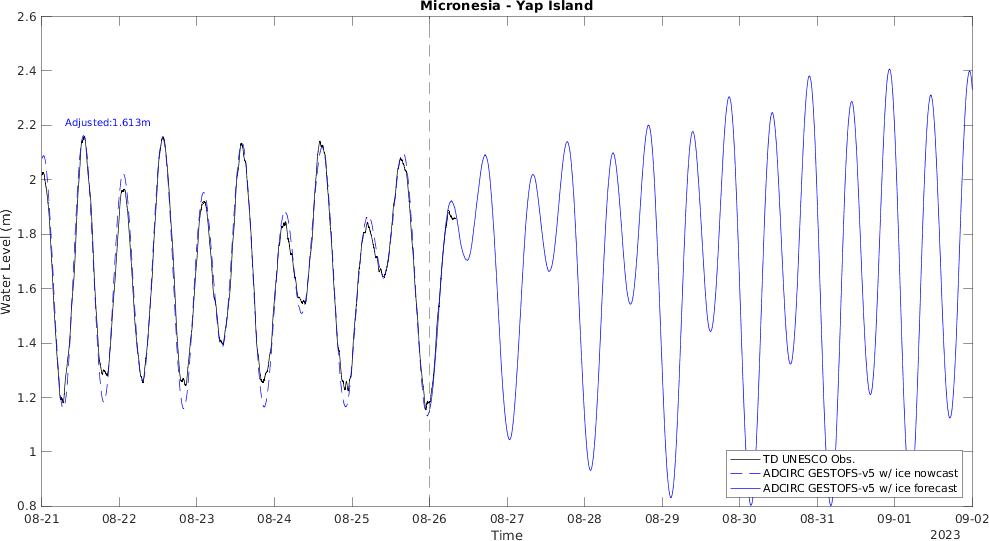 Micronesia - Yap Island
2.6
2.4
2.2
2
1.8
1.6
1.4
1.2
1
0.8
Water Level (m)
Adjusted:1.613m
TD UNESCO Obs.
ADCIRC GESTOFS-v5 w/ ice nowcast
ADCIRC GESTOFS-v5 w/ ice forecast
08-21 08-22 08-23 08-24 08-25 08-26 08-27 08-28 08-29 08-30 08-31 09-01 09-02
Time
2023